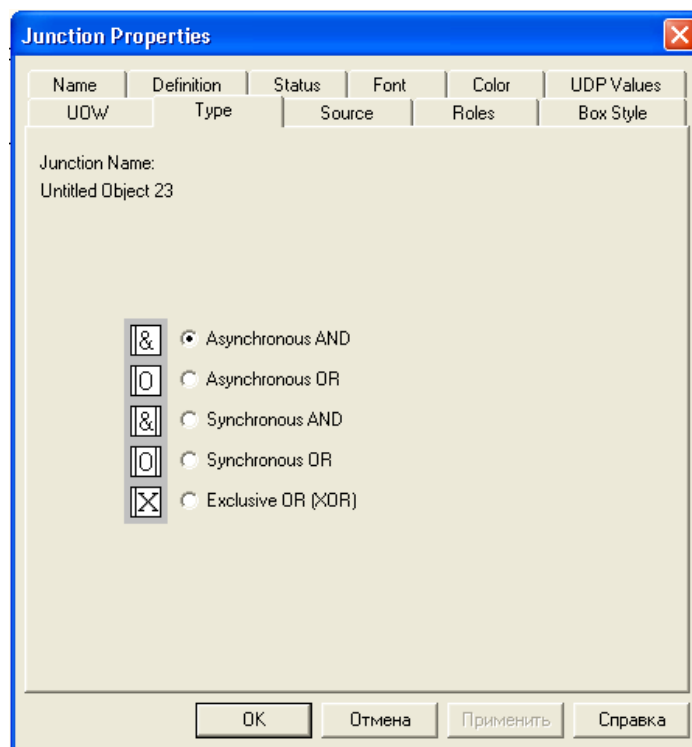 Junction Properties
Name Definition Status Font Color UDP Values
UOW Type Source Roles Box Style
Junction Name:
Untitled Object 23
& Asynchronous AND
O Asynchronous OR
& Synchronous AND
O Synchronous OR
X Exclusive OR (XOR)
OK Отмена Применить Справка